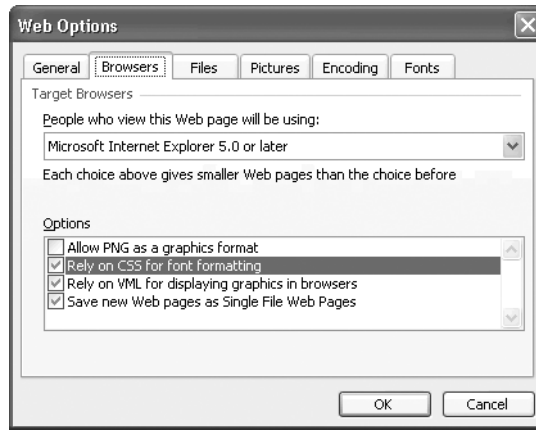 Web Options
General Browsers Files Pictures Encoding Fonts
Target Browsers
People who view this Web page will be using:
Microsoft Internet Explorer 5.0 or later
Each choice above gives smaller Web pages than the choice before
Options
Allow PNG as a graphics format
Rely on CSS for font formatting
Rely on VML for displaying graphics in browsers
Save new Web pages as Single File Web Pages
OK Cancel